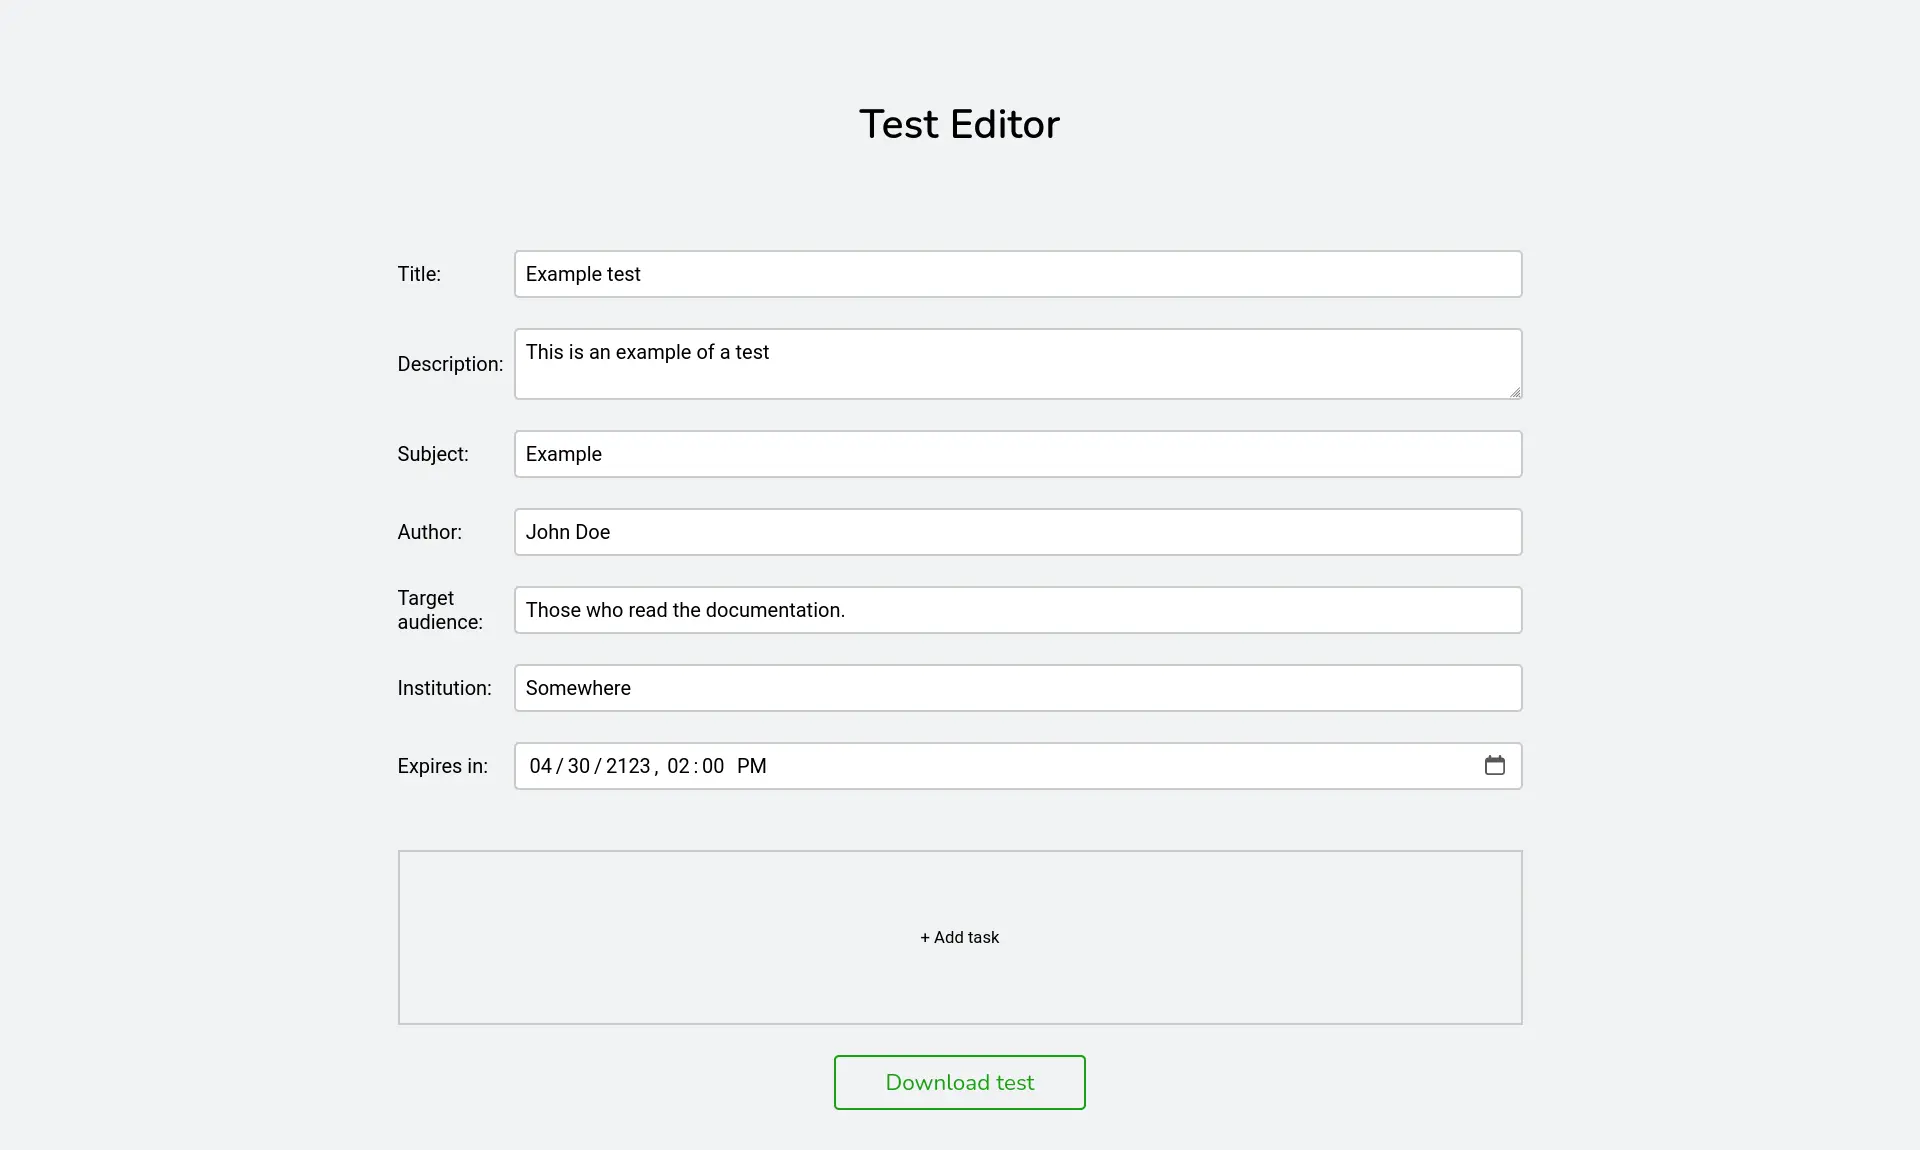 Test Editor
Title: Example test
Description: This is an example of a test
Subject: Example
Author: John Doe
Target
audience: Those who read the documentation.
Institution: Somewhere
Expires in: 04/30/2123, 02:00 PM
+ Add task
Download test